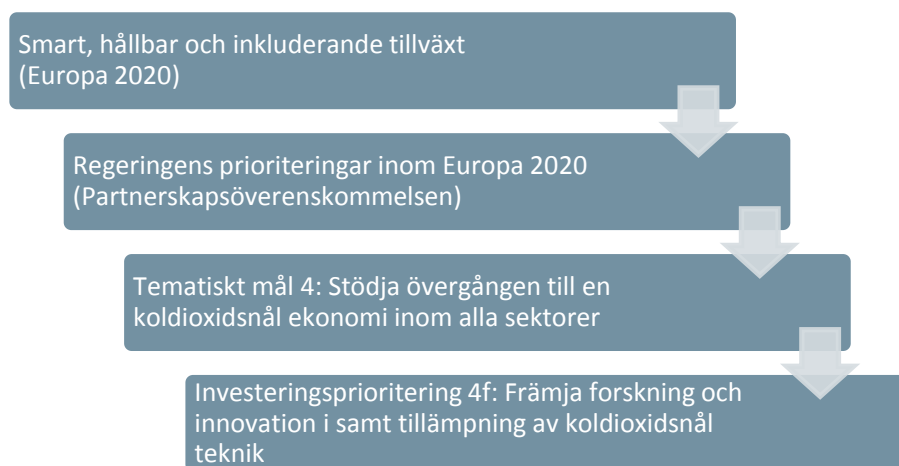 Smart, hållbar och inkluderande tillväxt
(Europa 2020)
Regeringens prioriteringar inom Europa 2020
(Partnerskapsöverenskommelsen)
Tematiskt mål 4: Stödja övergången till en
koldioxidsnål ekonomi inom alla sektorer
Investeringsprioritering 4f: Främja forskning och
innovation i samt tillämpning av koldioxidsnål
teknik